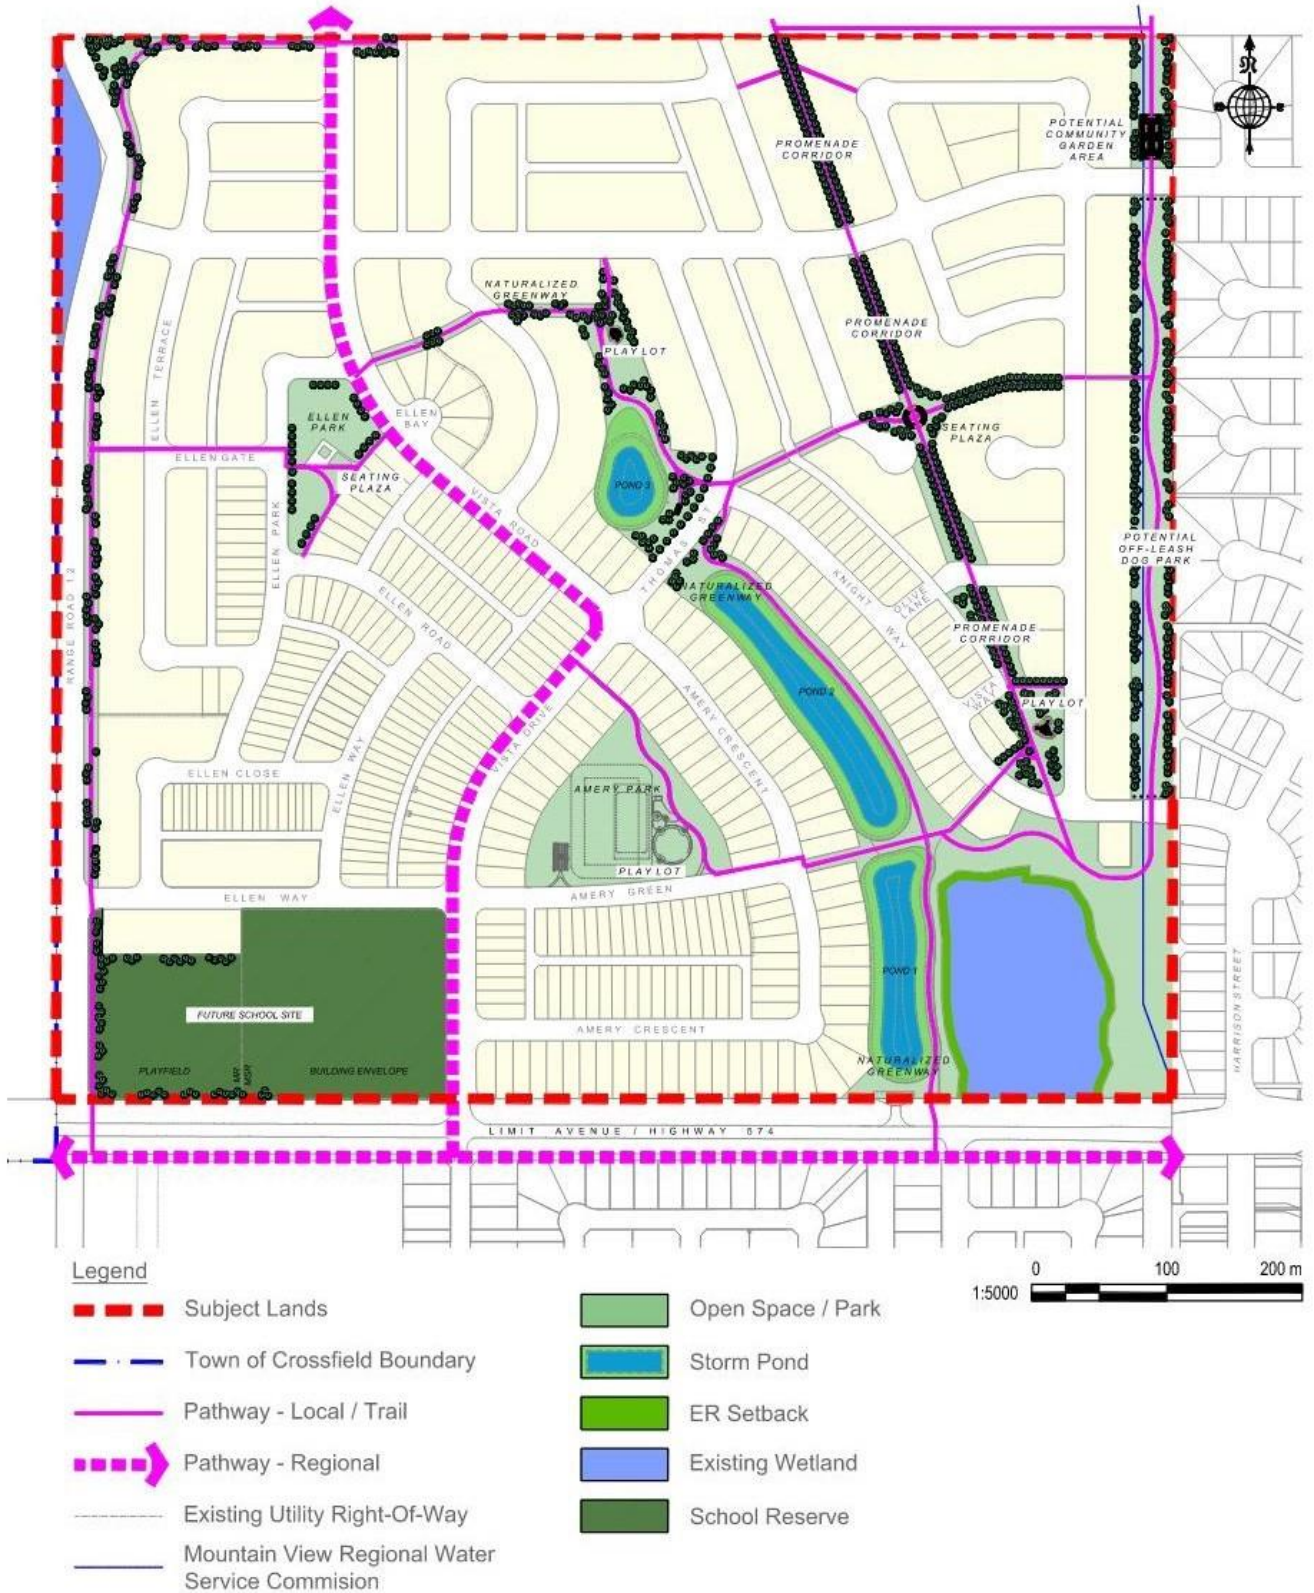 POTENTIAL
COMMUNITY
GARDEN
AREA
PROMENADE
CORRIDOR
NATURALIZED
GREENWAY
PROMENADE
CORRIDOR
PLAY LOT
ELLEN TERRACE
ELLEN
PARK
ELLEN
BAY
SEATING
PLAZA
ELLEN GATE
SEATING
PLAZA
POND 3
VISTA ROAD
ELLEN PARK
THOMAS ST
POTENTIAL
OFF-LEASH
DOG PARK
RANGE ROAD 12
ELLEN ROAD
NATURALIZED
GREENWAY
KNIGHT
WAY
OLIVE
LANE
PROMENADE
CORRIDOR
POND 2
VISTA
WAY
PLAY LOT
AMERY CRESCENT
VISTA DRIVE
ELLEN WAY
ELLEN CLOSE
AMERY PARK
PLAY LOT
AMERY GREEN
ELLEN WAY
POND 1
HARRISON STREET
FUTURE SCHOOL SITE
AMERY CRESCENT
PLAYFIELD
MR
MSR
BUILDING ENVELOPE
NATURALIZED
GREENWAY
LIMIT AVENUE / HIGHWAY 574
Legend
0 100 200 m
1:5000
Subject Lands
Town of Crossfield Boundary
Pathway - Local / Trail
Pathway - Regional
Existing Utility Right-Of-Way
Mountain View Regional Water
Service Commision
Open Space / Park
Storm Pond
ER Setback
Existing Wetland
School Reserve